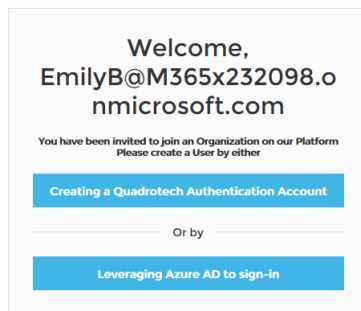 Welcome,
EmilyB@M365x232098.o
nmicrosoft.com
You have been invited to join an Organization on our Platform
Please create a User by either
Creating a Quadrotech Authentication Account
Or by
Leveraging Azure AD to sign-in